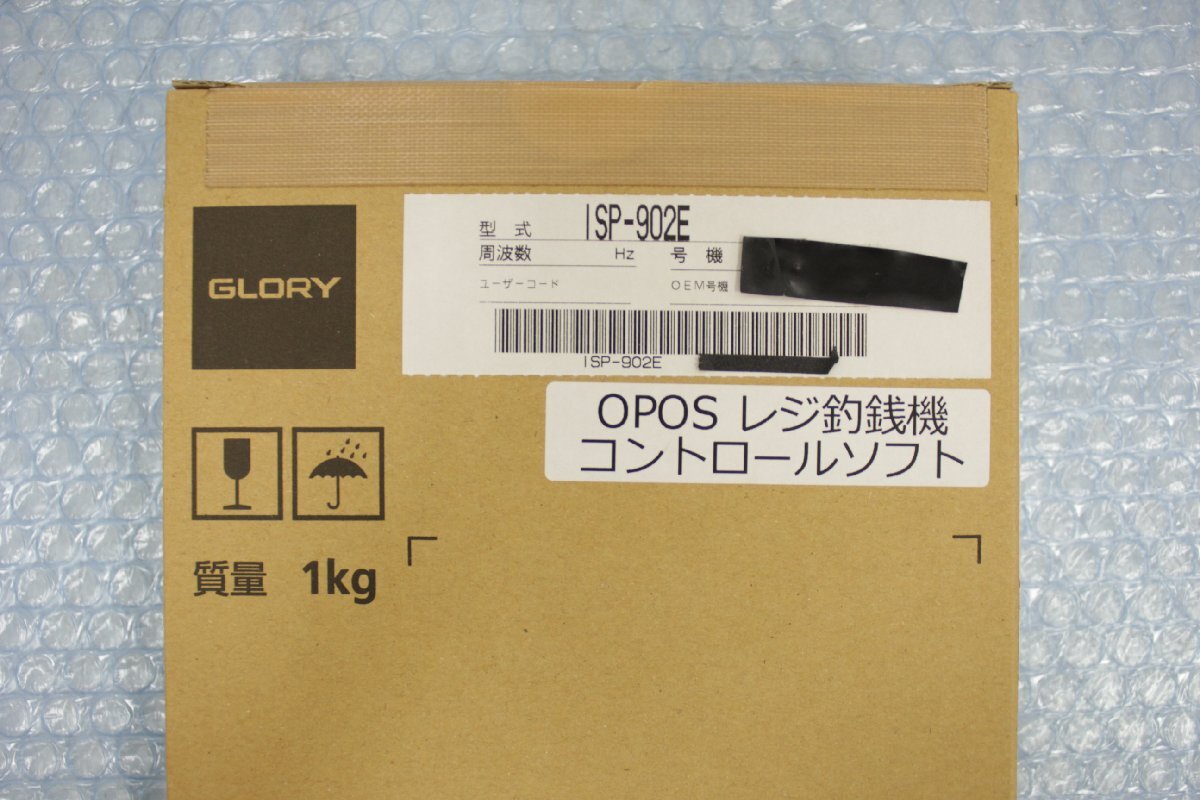 GLORY
型式 ISP-902E
周波数 Hz 号機
ユーザーコード OEM号機
ISP-902E
OPOS レジ釣銭機
コントロールソフト
質量 1kg